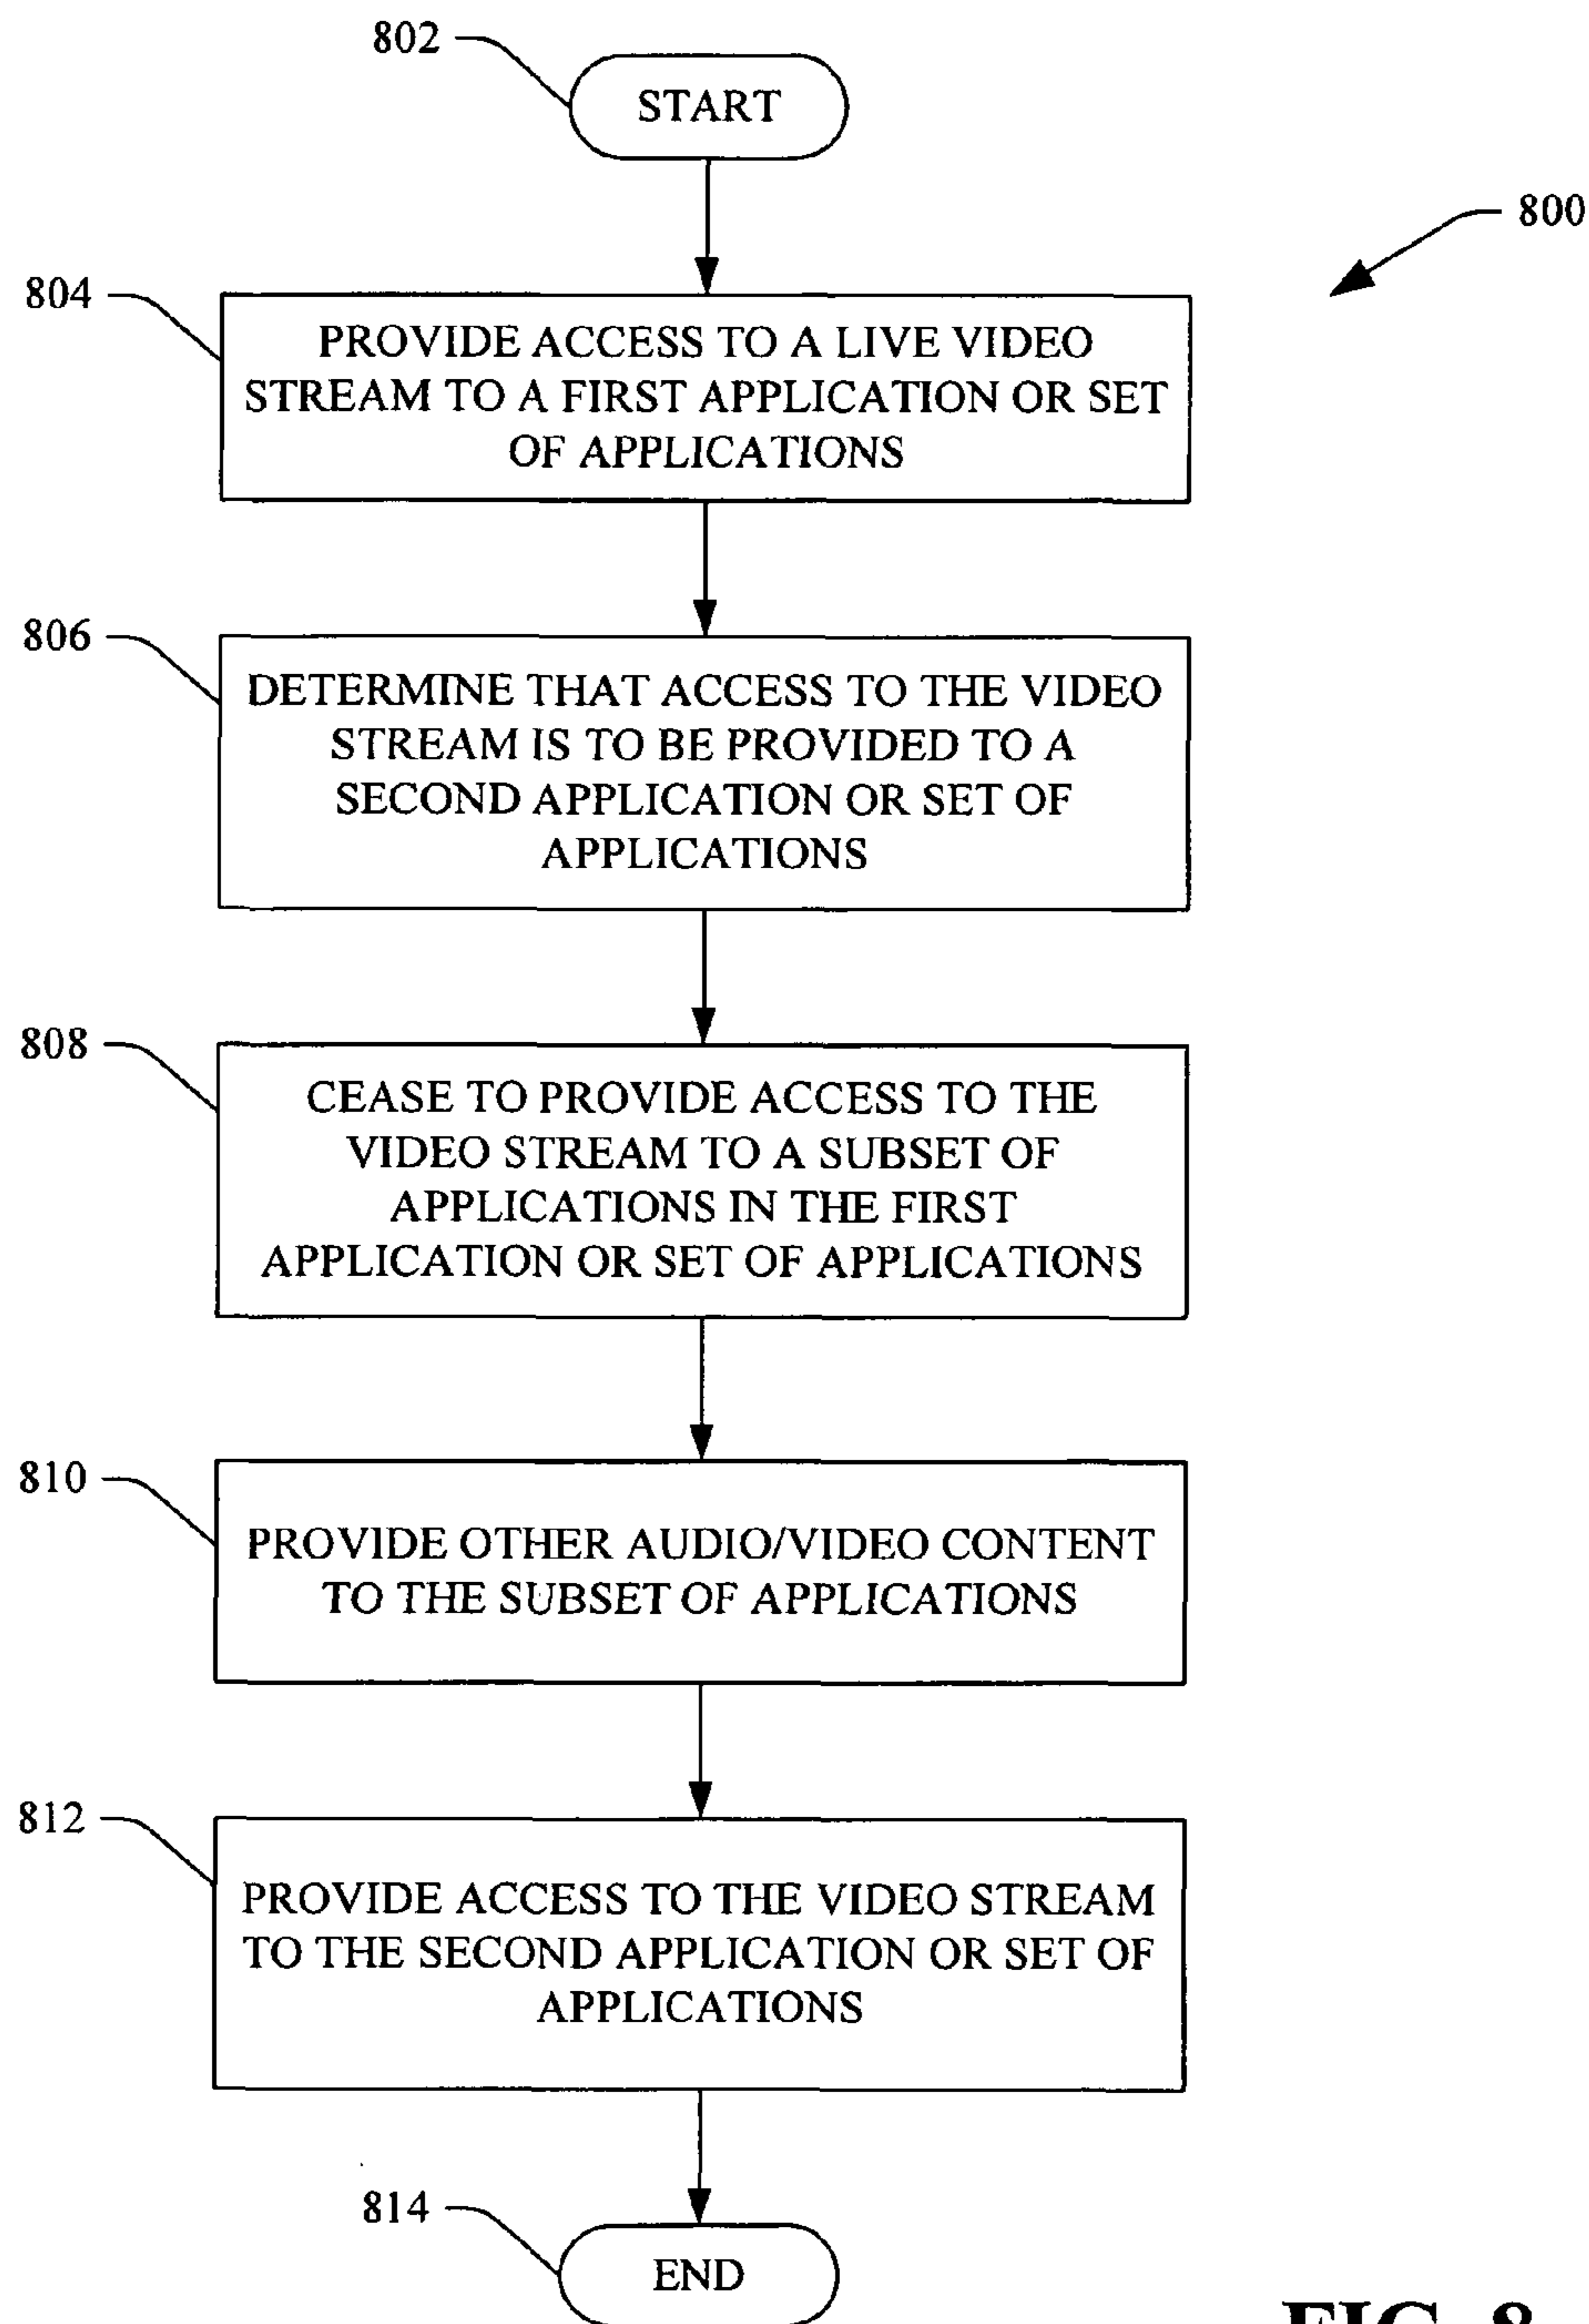 802
START
800
804
PROVIDE ACCESS TO A LIVE VIDEO
STREAM TO A FIRST APPLICATION OR SET
OF APPLICATIONS
806
DETERMINE THAT ACCESS TO THE VIDEO
STREAM IS TO BE PROVIDED TO A
SECOND APPLICATION OR SET OF
APPLICATIONS
808
CEASE TO PROVIDE ACCESS TO THE
VIDEO STREAM TO A SUBSET OF
APPLICATIONS IN THE FIRST
APPLICATION OR SET OF APPLICATIONS
810
PROVIDE OTHER AUDIO/VIDEO CONTENT
TO THE SUBSET OF APPLICATIONS
812
PROVIDE ACCESS TO THE VIDEO STREAM
TO THE SECOND APPLICATION OR SET OF
APPLICATIONS
814
END
FIG. 8